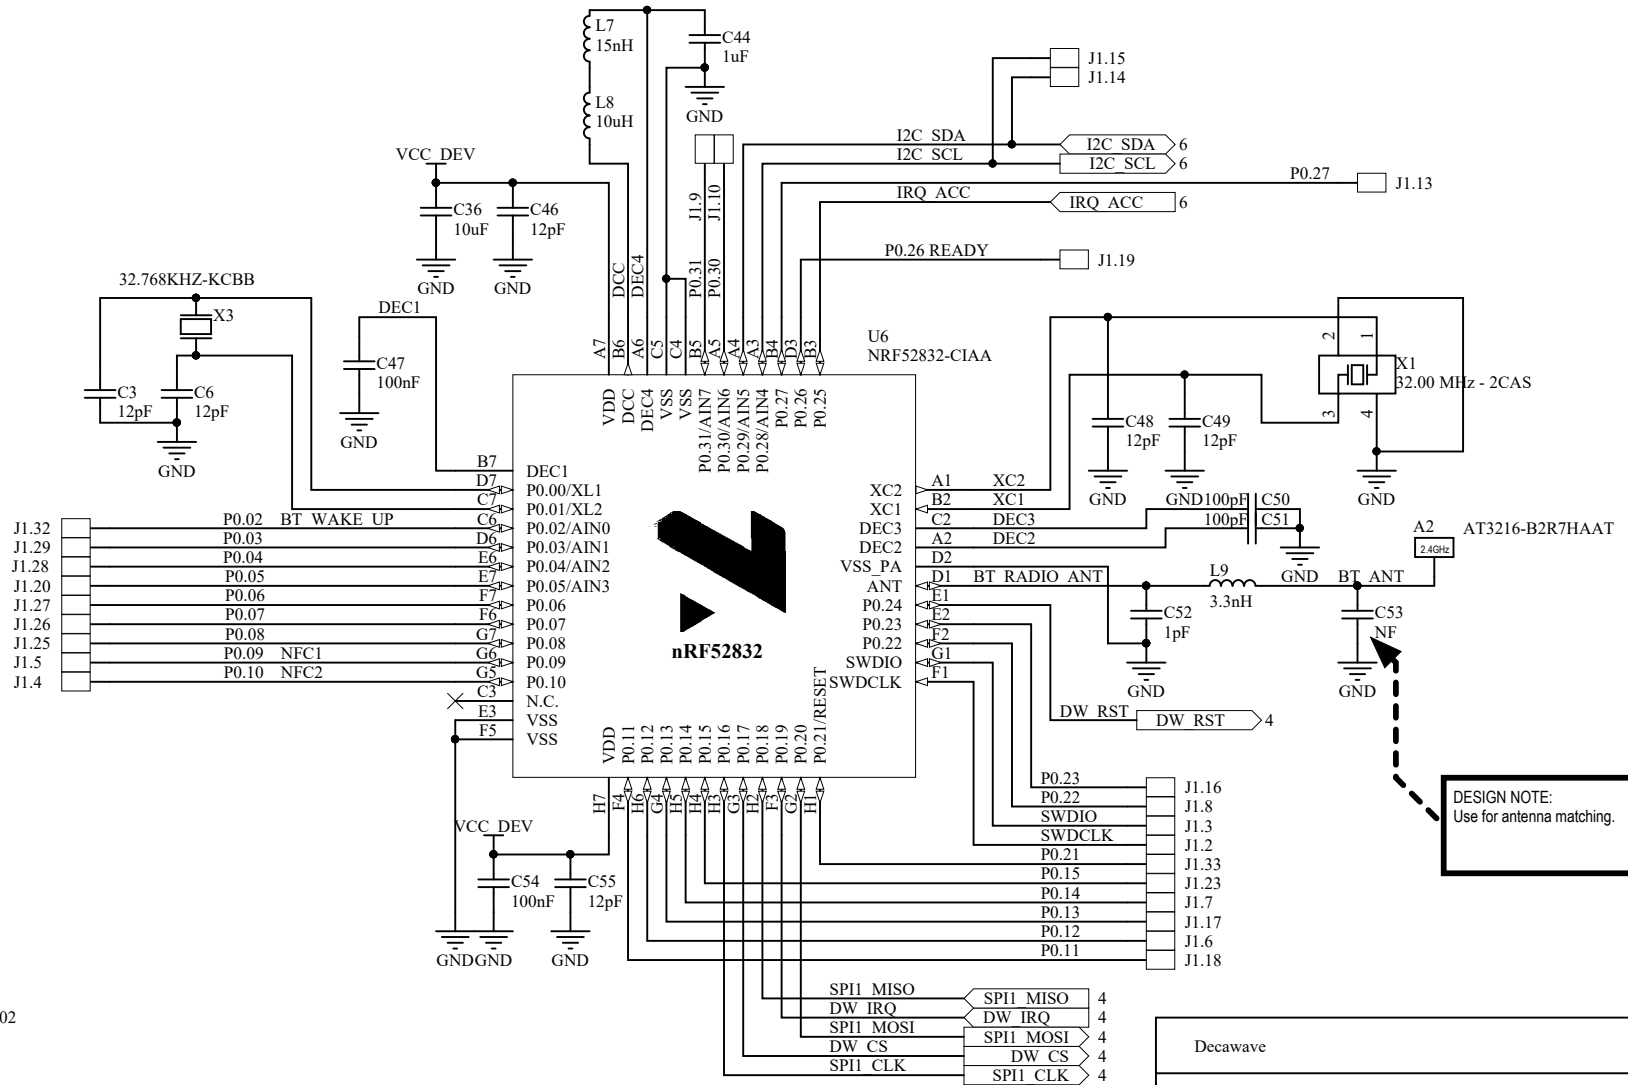 L7
15nH
C44
1uF
GND
L8
10uH
J1.15
J1.14
VCC_DEV
C36
10uF
GND
C46
12pF
GND
J1.9
J1.10
I2C_SDA
I2C_SCL
I2C_SDA 6
I2C_SCL 6
P0.27
J1.13
IRQ_ACC
IRQ_ACC 6
P0.26 READY
J1.19
32.768KHZ-KCBB
X3
C3
12pF
C6
12pF
GND
DEC1
C47
100nF
GND
DCC
DEC4
P0.31
P0.30
A7
B6
A6
C5
C4
B5
A5
A4
A3
B4
D3
B3
U6
NRF52832-CIAA
VDD
DCC
DEC4
VSS
VSS
P0.31/AIN7
P0.30/AIN6
P0.29/AIN5
P0.28/AIN4
P0.27
P0.26
P0.25
2
1
3
4
X1
32.00 MHz - 2CAS
GND
C48
12pF
GND
C49
12pF
GND
B7 DEC1
D7 P0.00/XL1
C7 P0.01/XL2
J1.32 P0.02 BT_WAKE_UP C6 P0.02/AIN0
J1.29 P0.03 D6 P0.03/AIN1
J1.28 P0.04 E6 P0.04/AIN2
J1.20 P0.05 E7 P0.05/AIN3
J1.27 P0.06 F7 P0.06
J1.26 P0.07 F6 P0.07
J1.25 P0.08 G7 P0.08
J1.5 P0.09 NFC1 G6 P0.09
J1.4 P0.10 NFC2 G5 P0.10
C3 N.C.
E3 VSS
F5 VSS
nRF52832
XC2 A1 XC2
XC1 B2 XC1
DEC3 C2 DEC3
DEC2 A2 DEC2
VSS_PA D2
ANT D1 BT_RADIO_ANT
P0.24 E1
P0.23 E2
P0.22 F2
SWDIO G1
SWDCLK F1
100pF C50
100pF C51
GND
L9
3.3nH
C52
1pF
GND
BT_ANT
C53
NF
GND
A2
2.4GHz
AT3216-B2R7HAAT
DW_RST
DW_RST 4
DESIGN NOTE:
Use for antenna matching.
VDD
P0.11
P0.12
P0.13
P0.14
P0.15
P0.16
P0.17
P0.18
P0.19
P0.20
P0.21/RESET
H7
F4
H6
G4
H5
H4
H3
G3
H2
F3
G2
H1
VCC_DEV
C54
100nF
C55
12pF
GND
GND
GND
P0.23 J1.16
P0.22 J1.8
SWDIO J1.3
SWDCLK J1.2
P0.21 J1.33
P0.15 J1.23
P0.14 J1.7
P0.13 J1.17
P0.12 J1.6
P0.11 J1.18
SPI1_MISO SPI1_MISO 4
DW_IRQ DW_IRQ 4
SPI1_MOSI SPI1_MOSI 4
DW_CS DW_CS 4
SPI1_CLK SPI1_CLK 4
02
Decawave